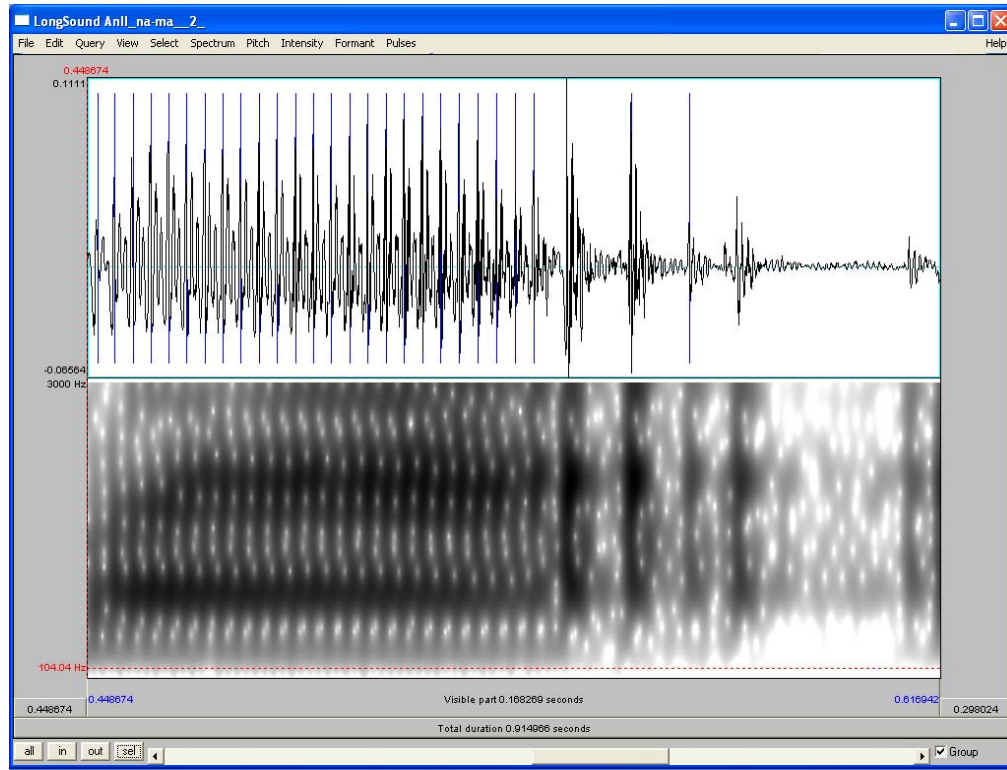 LongSound AnII_na-ma__2_
File Edit Query View Select Spectrum Pitch Intensity Formant Pulses Help
0.448674
0.1111
-0.06564
3000 Hz
104.04 Hz
0.448674 Visible part 0.168269 seconds 0.616942
0.448674 0.298024
Total duration 0.914966 seconds
all in out sel Group